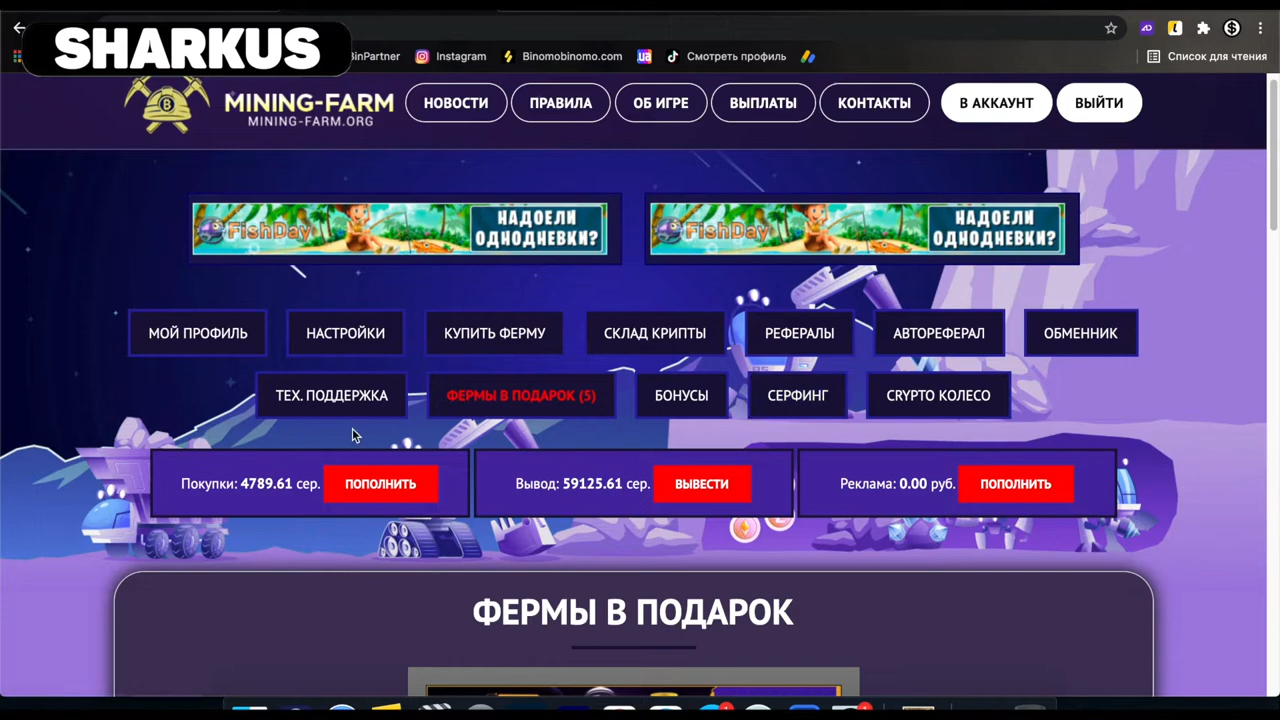 SHARKUS
BinPartner
Instagram
Binomobinomo.com
Смотреть профиль
Список для чтения
MINING-FARM
MINING-FARM.ORG
НОВОСТИ
ПРАВИЛА
ОБ ИГРЕ
ВЫПЛАТЫ
КОНТАКТЫ
В АККАУНТ
ВЫЙТИ
FishDay
НАДОЕЛИ
ОДНОДНЕВКИ?
FishDay
НАДОЕЛИ
ОДНОДНЕВКИ?
МОЙ ПРОФИЛЬ
НАСТРОЙКИ
КУПИТЬ ФЕРМУ
СКЛАД КРИПТЫ
РЕФЕРАЛЫ
АВТОРЕФЕРАЛ
ОБМЕННИК
ТЕХ. ПОДДЕРЖКА
ФЕРМЫ В ПОДАРОК (5)
БОНУСЫ
СЕРФИНГ
CRYPTO КОЛЕСО
Покупки: 4789.61 сер. ПОПОЛНИТЬ
Вывод: 59125.61 сер. ВЫВЕСТИ
Реклама: 0.00 руб. ПОПОЛНИТЬ
ФЕРМЫ В ПОДАРОК